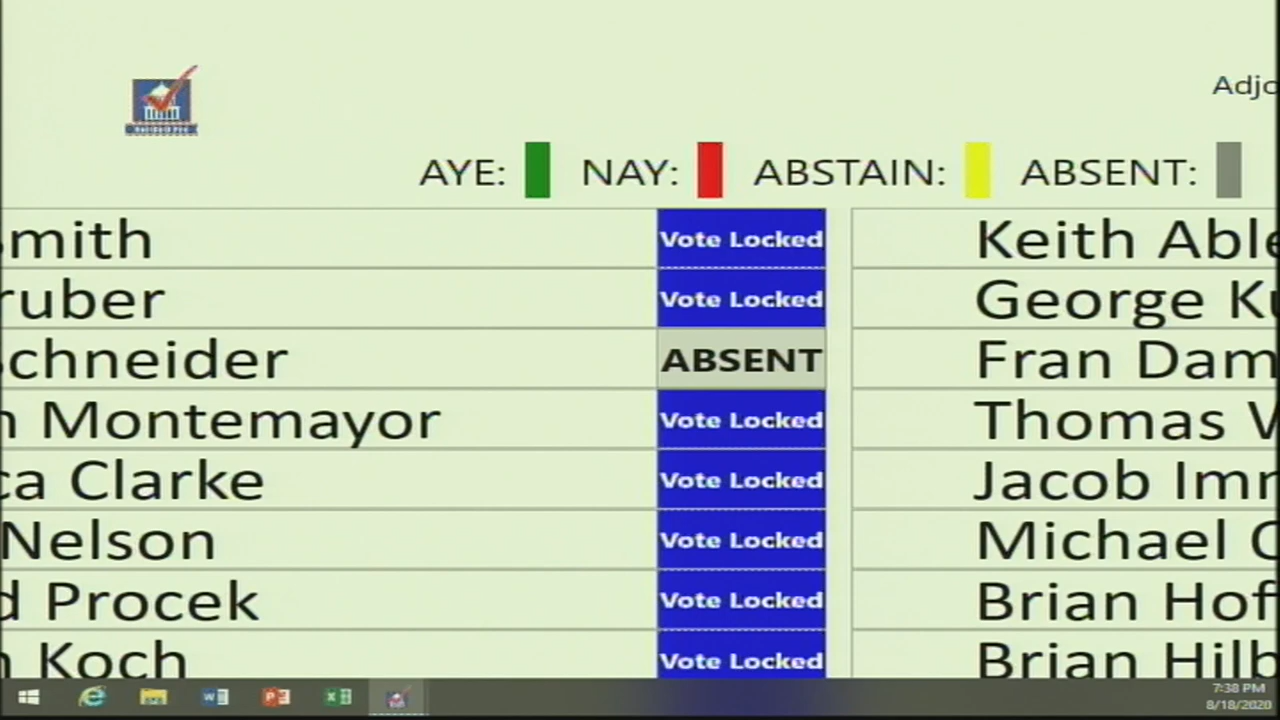 Adjo
AYE: NAY: ABSTAIN: ABSENT:
smith Vote Locked Keith Able
ruber Vote Locked George Ku
Schneider ABSENT Fran Dam
n Montemayor Vote Locked Thomas W
ca Clarke Vote Locked Jacob Imm
Nelson Vote Locked Michael O
d Procek Vote Locked Brian Hof
n Koch Vote Locked Brian Hilb
7:38 PM
8/18/2020